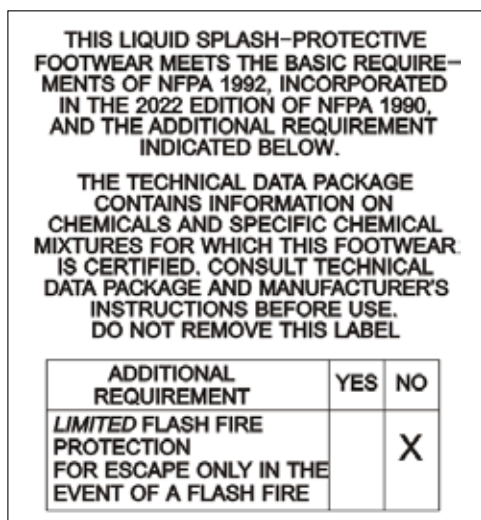 THIS LIQUID SPLASH-PROTECTIVE
FOOTWEAR MEETS THE BASIC REQUIRE-
MENTS OF NFPA 1992, INCORPORATED
IN THE 2022 EDITION OF NFPA 1990,
AND THE ADDITIONAL REQUIREMENT
INDICATED BELOW.
THE TECHNICAL DATA PACKAGE
CONTAINS INFORMATION ON
CHEMICALS AND SPECIFIC CHEMICAL
MIXTURES FOR WHICH THIS FOOTWEAR
IS CERTIFIED. CONSULT TECHNICAL
DATA PACKAGE AND MANUFACTURER'S
INSTRUCTIONS BEFORE USE.
DO NOT REMOVE THIS LABEL
ADDITIONAL
REQUIREMENT YES NO
LIMITED FLASH FIRE
PROTECTION
FOR ESCAPE ONLY IN THE
EVENT OF A FLASH FIRE X